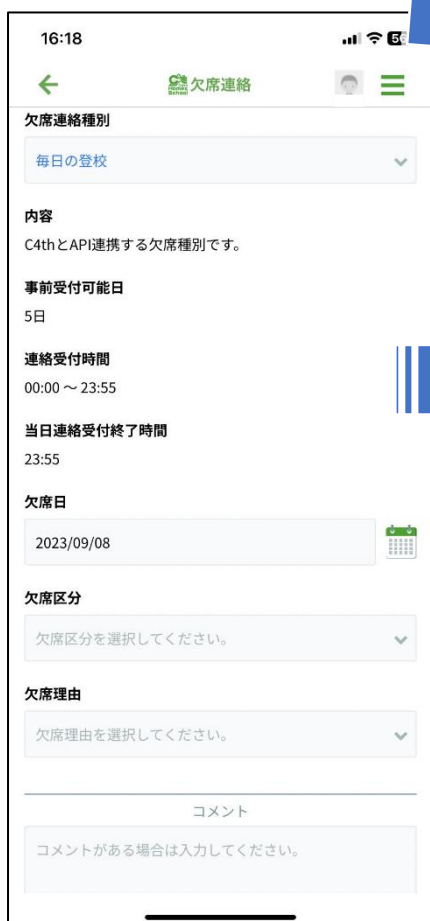 16:18
56
C4th Home & School 欠席連絡
欠席連絡種別
毎日の登校
内容
C4thとAPI連携する欠席種別です。
事前受付可能日
5日
連絡受付時間
00:00 ～ 23:55
当日連絡受付終了時間
23:55
欠席日
2023/09/08
欠席区分
欠席区分を選択してください。
欠席理由
欠席理由を選択してください。
コメント
コメントがある場合は入力してください。